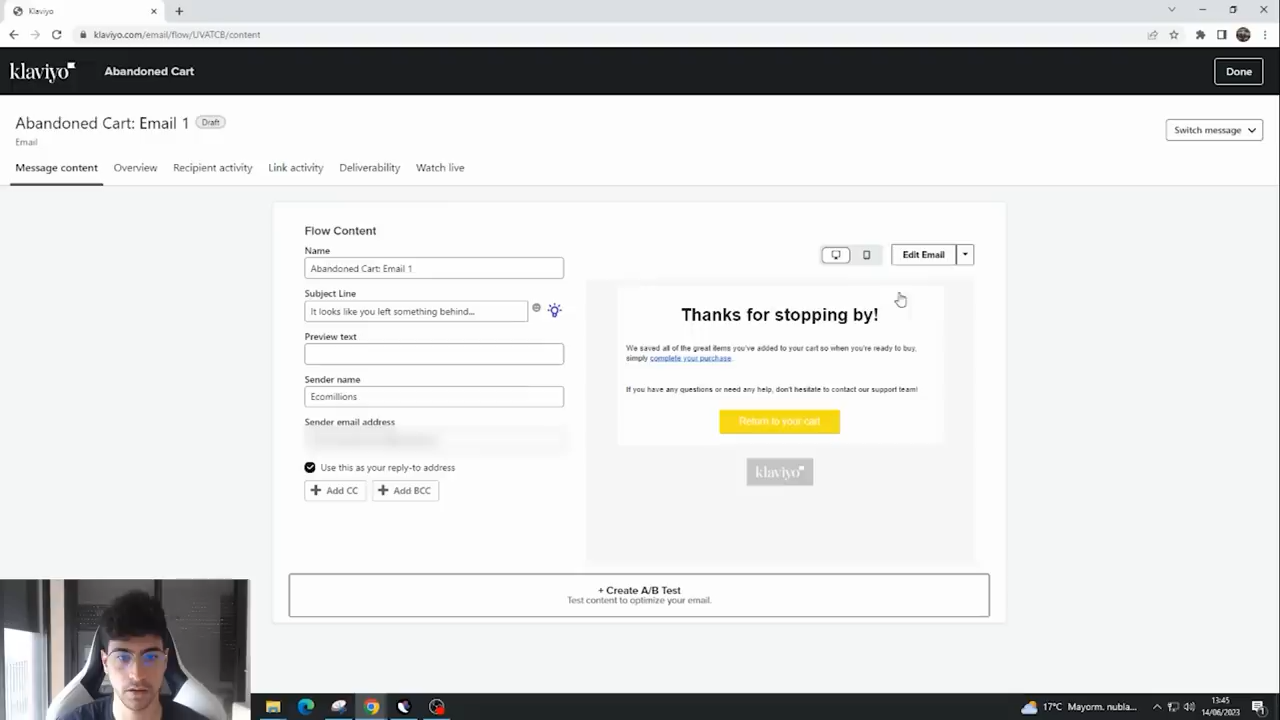 Klaviyo
klaviyo.com/email/flow/UVATCB/content
klaviyo
Abandoned Cart
Done
Abandoned Cart: Email 1
Draft
Email
Switch message
Message content
Overview
Recipient activity
Link activity
Deliverability
Watch live
Flow Content
Name
Abandoned Cart: Email 1
Subject Line
It looks like you left something behind...
Preview text
Sender name
Ecomillions
Sender email address
Use this as your reply-to address
Add CC
Add BCC
Edit Email
Thanks for stopping by!
We saved all of the great items you've added to your cart so when you're ready to buy,
simply complete your purchase.
If you have any questions or need any help, don't hesitate to contact our support team!
Return to your cart
klaviyo
+ Create A/B Test
Test content to optimize your email.
17°C Mayorm. nubla...
13:45
14/06/2023